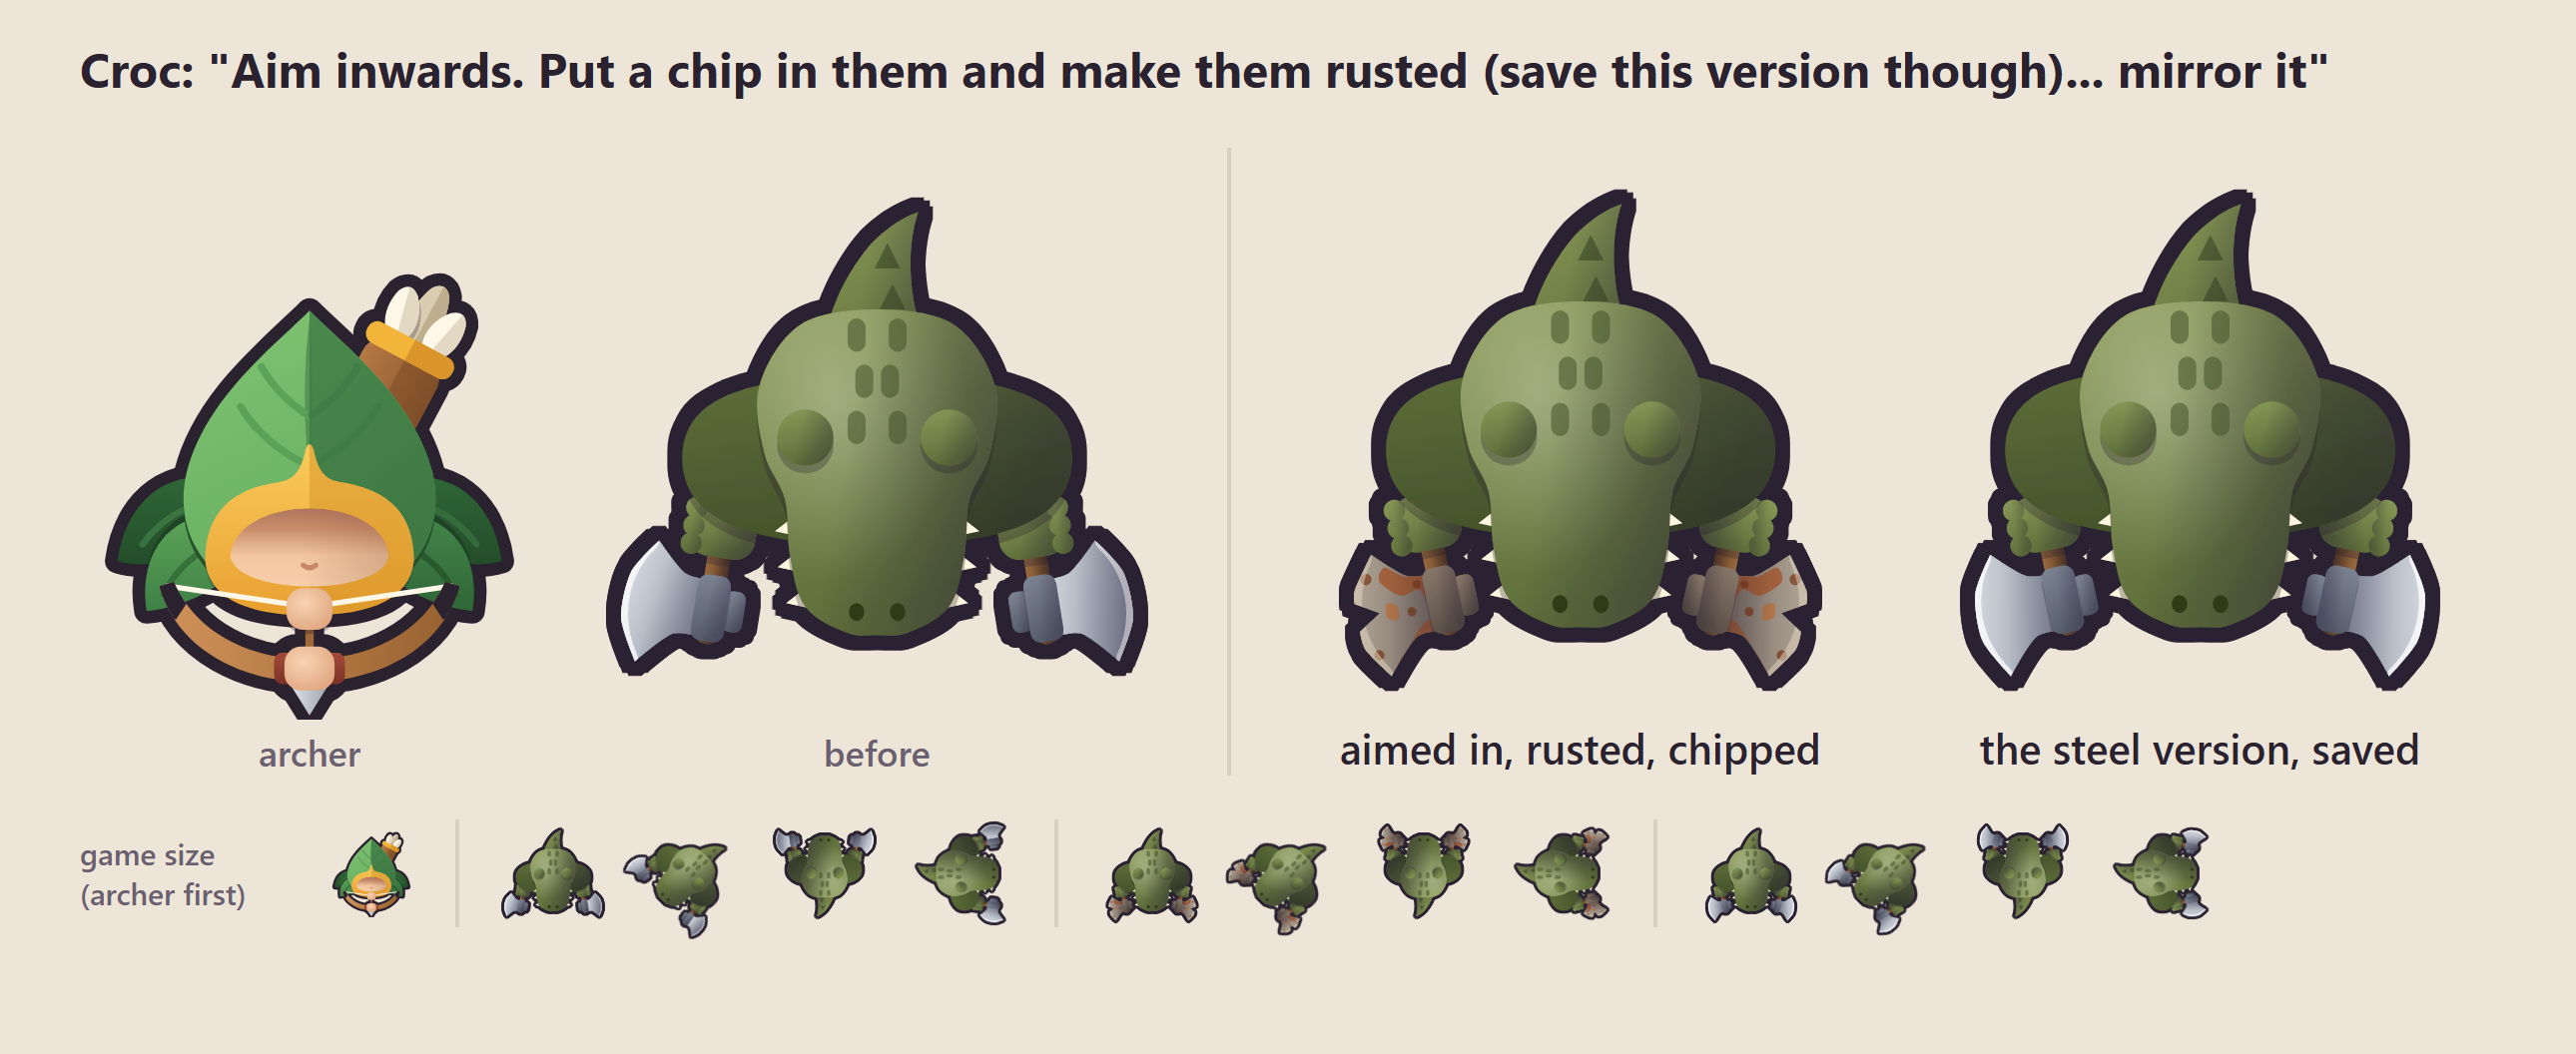 Croc: "Aim inwards. Put a chip in them and make them rusted (save this version though)... mirror it"
archer
before
aimed in, rusted, chipped
the steel version, saved
game size
(archer first)